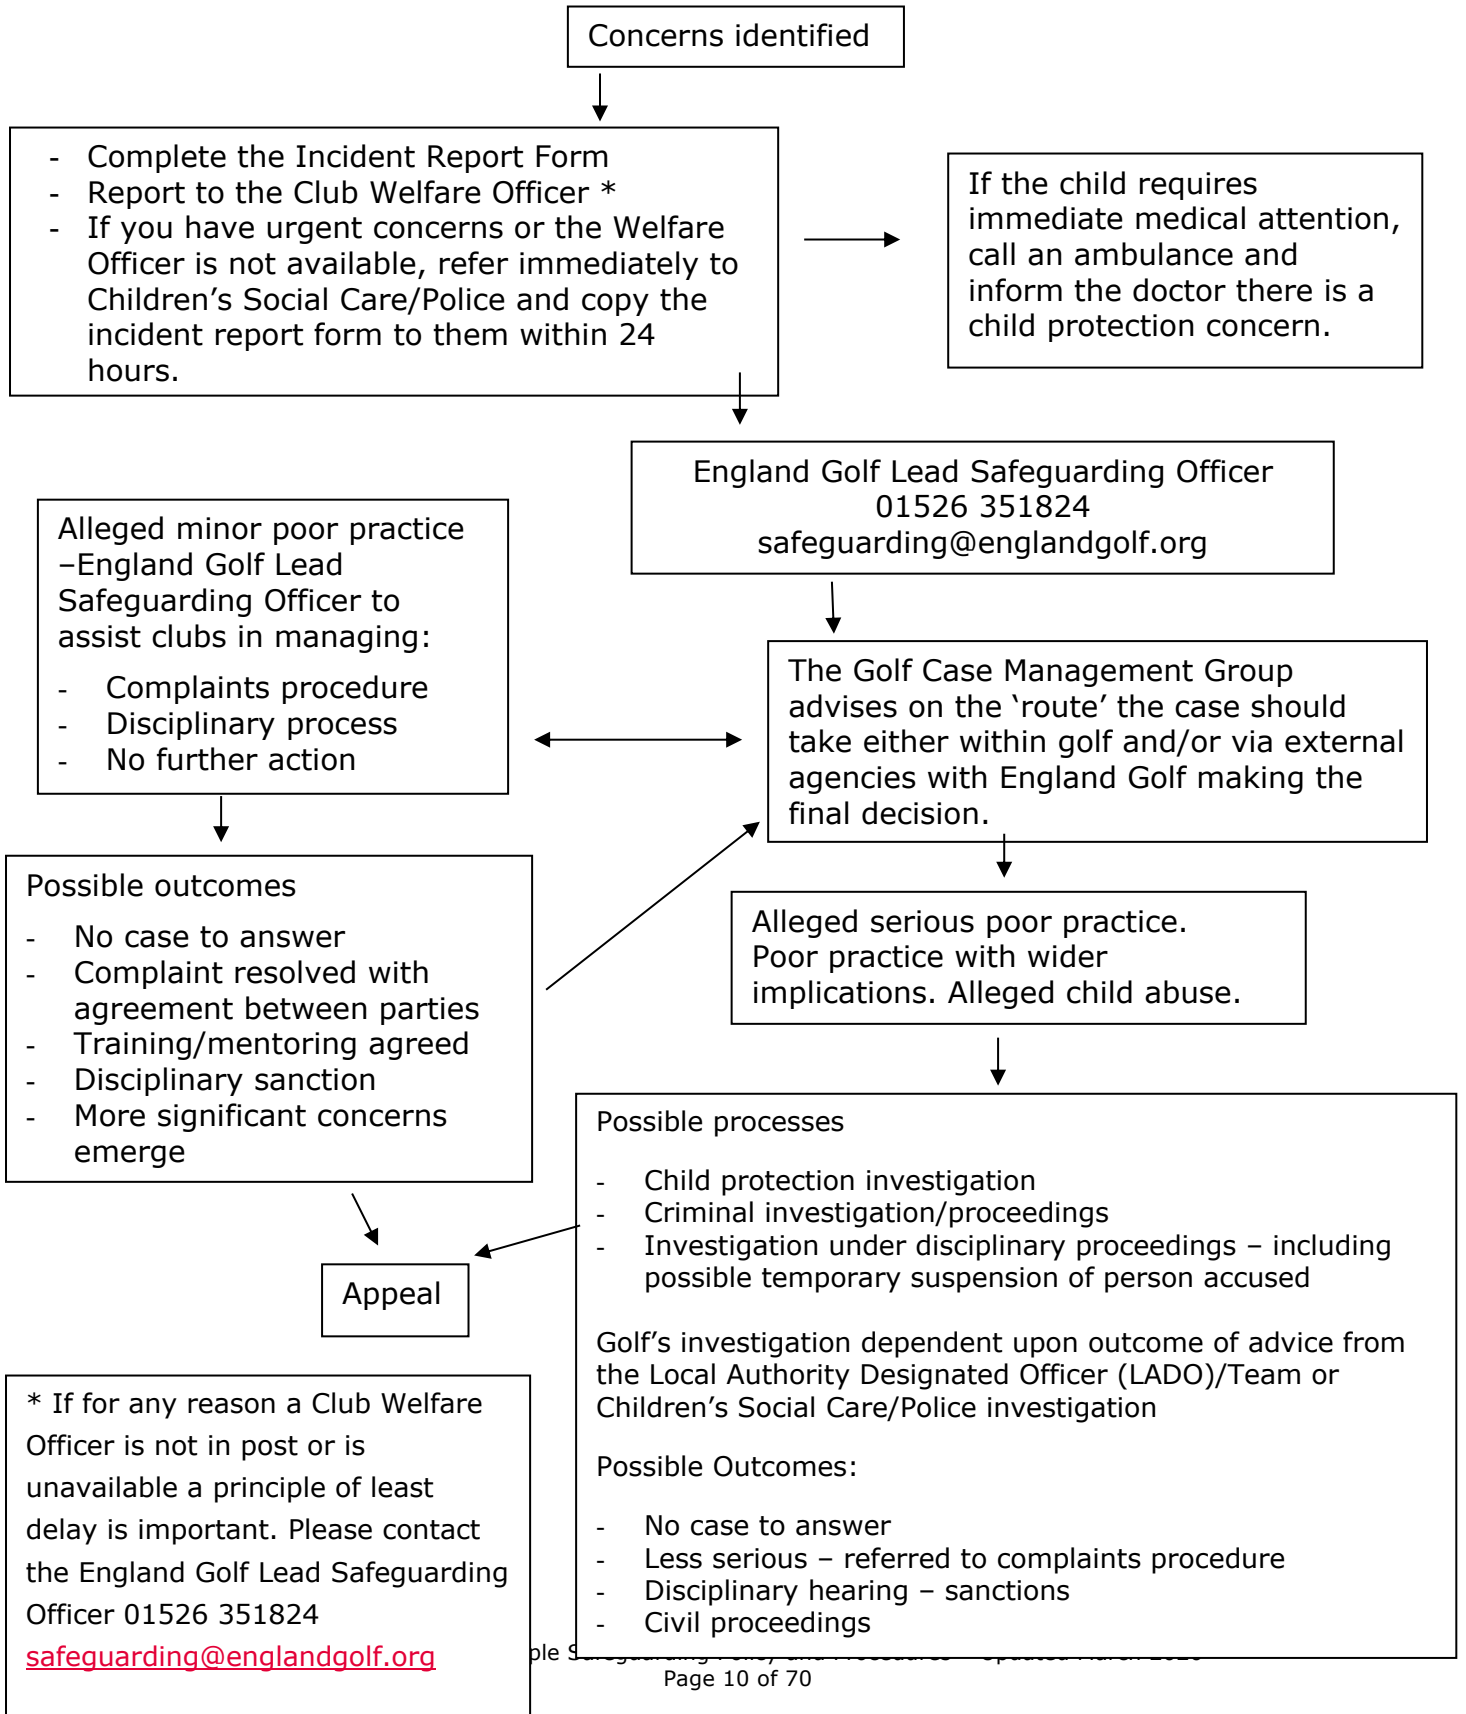 Concerns identified
- Complete the Incident Report Form
- Report to the Club Welfare Officer *
- If you have urgent concerns or the Welfare
Officer is not available, refer immediately to
Children’s Social Care/Police and copy the
incident report form to them within 24
hours.
If the child requires
immediate medical attention,
call an ambulance and
inform the doctor there is a
child protection concern.
England Golf Lead Safeguarding Officer
01526 351824
safeguarding@englandgolf.org
Alleged minor poor practice
–England Golf Lead
Safeguarding Officer to
assist clubs in managing:
- Complaints procedure
- Disciplinary process
- No further action
The Golf Case Management Group
advises on the ‘route’ the case should
take either within golf and/or via external
agencies with England Golf making the
final decision.
Possible outcomes
- No case to answer
- Complaint resolved with
agreement between parties
- Training/mentoring agreed
- Disciplinary sanction
- More significant concerns
emerge
Alleged serious poor practice.
Poor practice with wider
implications. Alleged child abuse.
Possible processes
- Child protection investigation
- Criminal investigation/proceedings
- Investigation under disciplinary proceedings – including
possible temporary suspension of person accused
Golf’s investigation dependent upon outcome of advice from
the Local Authority Designated Officer (LADO)/Team or
Children’s Social Care/Police investigation
Possible Outcomes:
- No case to answer
- Less serious – referred to complaints procedure
- Disciplinary hearing – sanctions
- Civil proceedings
Appeal
* If for any reason a Club Welfare
Officer is not in post or is
unavailable a principle of least
delay is important. Please contact
the England Golf Lead Safeguarding
Officer 01526 351824
safeguarding@englandgolf.org
Page 10 of 70